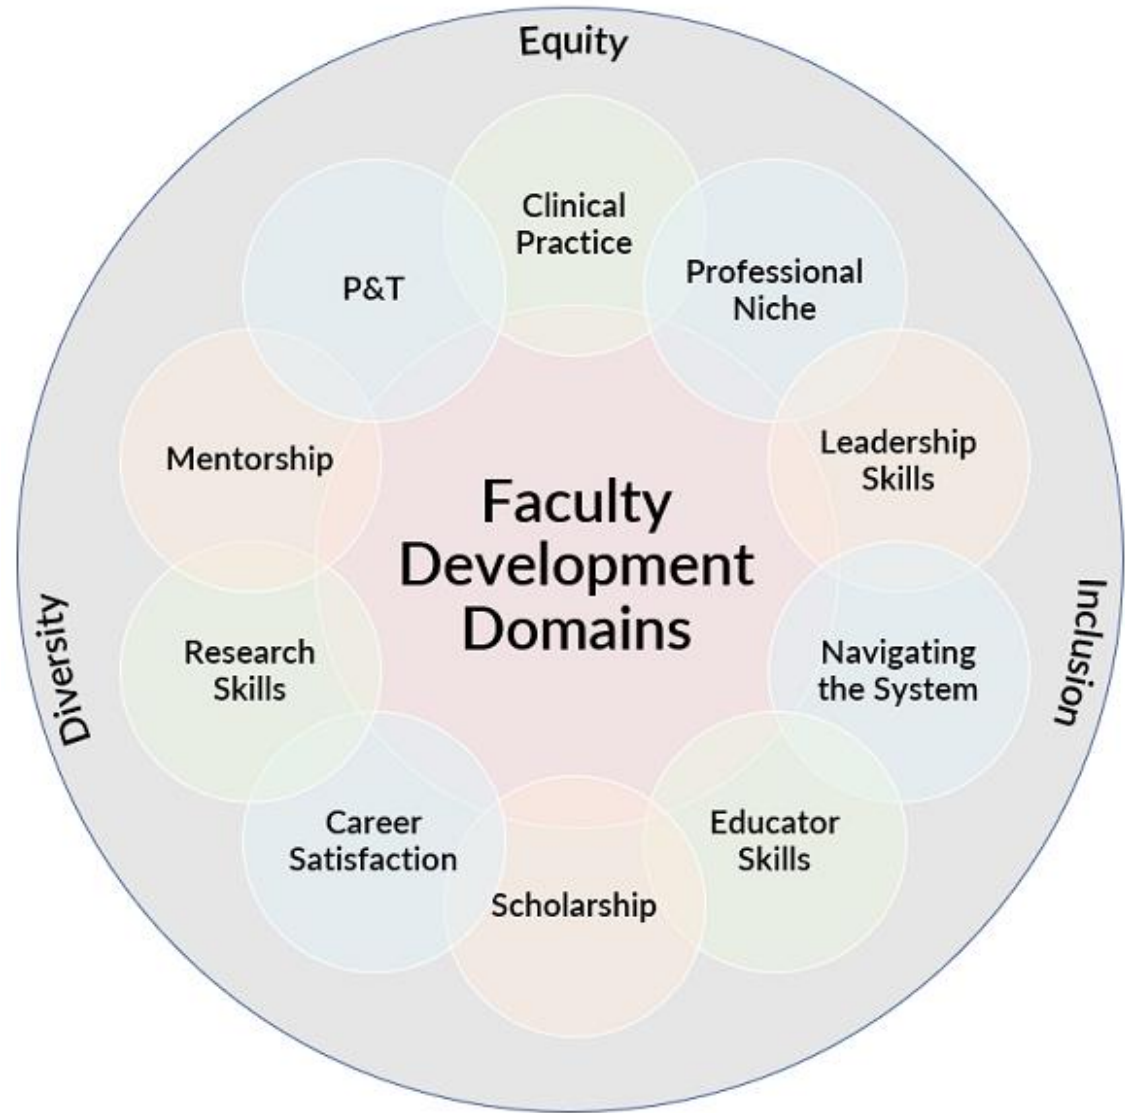 Equity
Clinical
Practice
P&T
Professional
Niche
Mentorship
Leadership
Skills
Faculty
Development
Domains
Diversity
Inclusion
Research
Skills
Navigating
the System
Career
Satisfaction
Educator
Skills
Scholarship